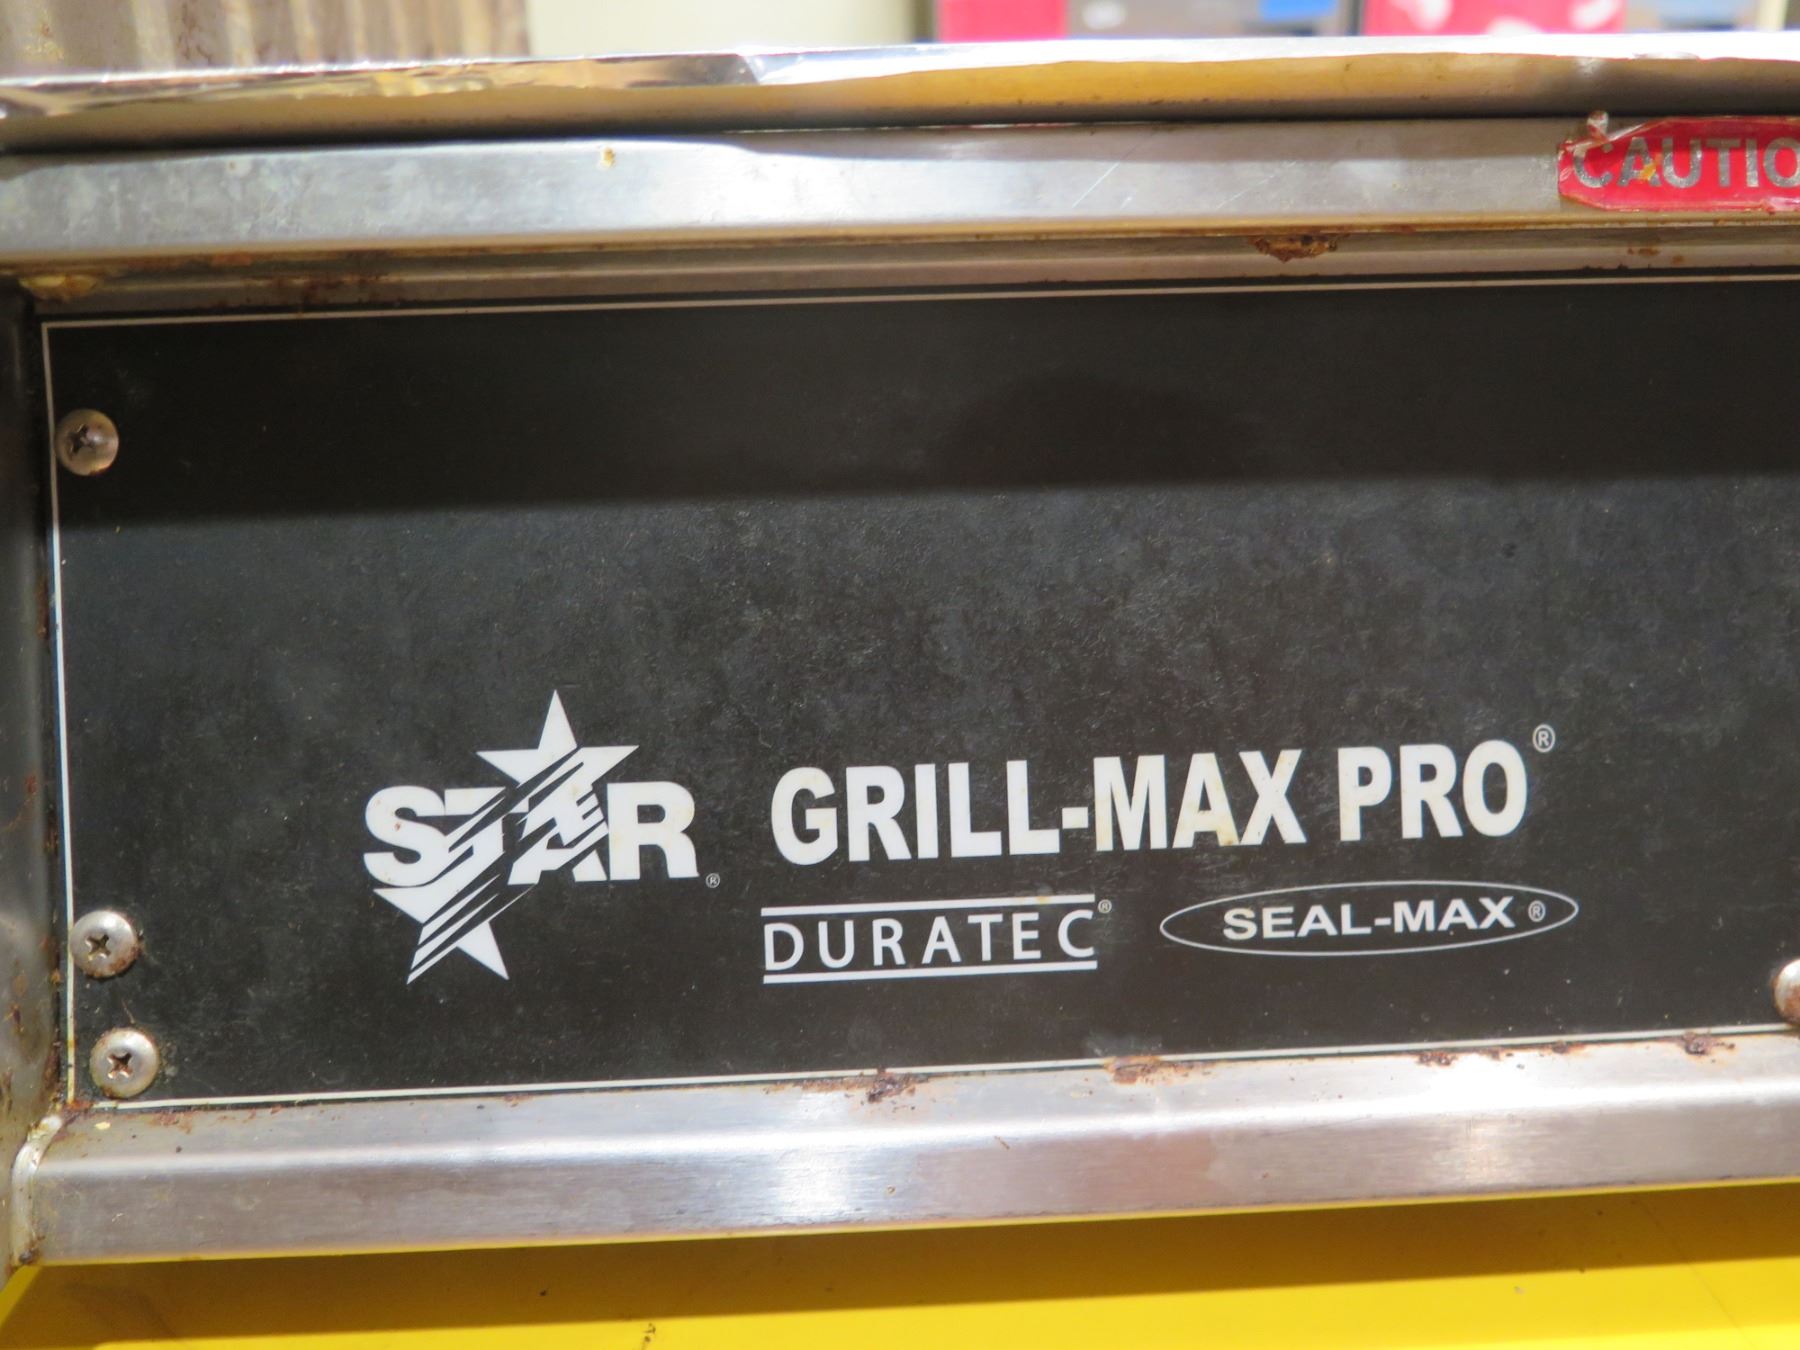 CAUTIO
STAR®
GRILL-MAX PRO®
DURATEC®
SEAL-MAX®